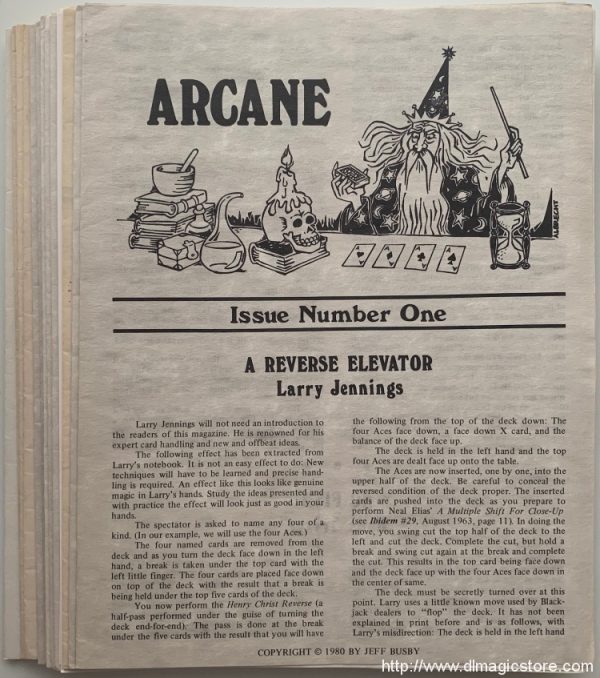 ARCANE
ALBRECHT
Issue Number One
A REVERSE ELEVATOR
Larry Jennings
Larry Jennings will not need an introduction to
the readers of this magazine. He is renowned for his
expert card handling and new and offbeat ideas.
The following effect has been extracted from
Larry's notebook. It is not an easy effect to do: New
techniques will have to be learned and precise hand-
ling is required. An effect like this looks like genuine
magic in Larry's hands. Study the ideas presented and
with practice the effect will look just as good in your
hands.
The spectator is asked to name any four of a
kind. (In our example, we will use the four Aces.)
The four named cards are removed from the
deck and as you turn the deck face down in the left
hand, a break is taken under the top card with the
left little finger. The four cards are placed face down
on top of the deck with the result that a break is
being held under the top five cards of the deck.
You now perform the Henry Christ Reverse (a
half-pass performed under the guise of turning the
deck end-for-end). The pass is done at the break
under the five cards with the result that you will have
the following from the top of the deck down: The
four Aces face down, a face down X card, and the
balance of the deck face up.
The deck is held in the left hand and the top
four Aces are dealt face up onto the table.
The Aces are now inserted, one by one, into the
upper half of the deck. Be careful to conceal the
reversed condition of the deck proper. The inserted
cards are pushed into the deck as you prepare to
perform Neal Elias' A Multiple Shift For Close-Up
(see Ibidem #29, August 1963, page 11). In doing the
move, you swing cut the top half of the deck to the
left and cut the deck. Complete the cut, but hold a
break and swing cut again at the break and complete
the cut. This results in the top card being face down
and the deck face up with the four Aces face down in
the center of same.
The deck must be secretly turned over at this
point. Larry uses a little known move used by Black-
jack dealers to "flop" the deck. It has not been
explained in print before and is as follows, with
Larry's misdirection: The deck is held in the left hand
COPYRIGHT © 1980 BY JEFF BUSBY
http://www.dlmagicstore.com